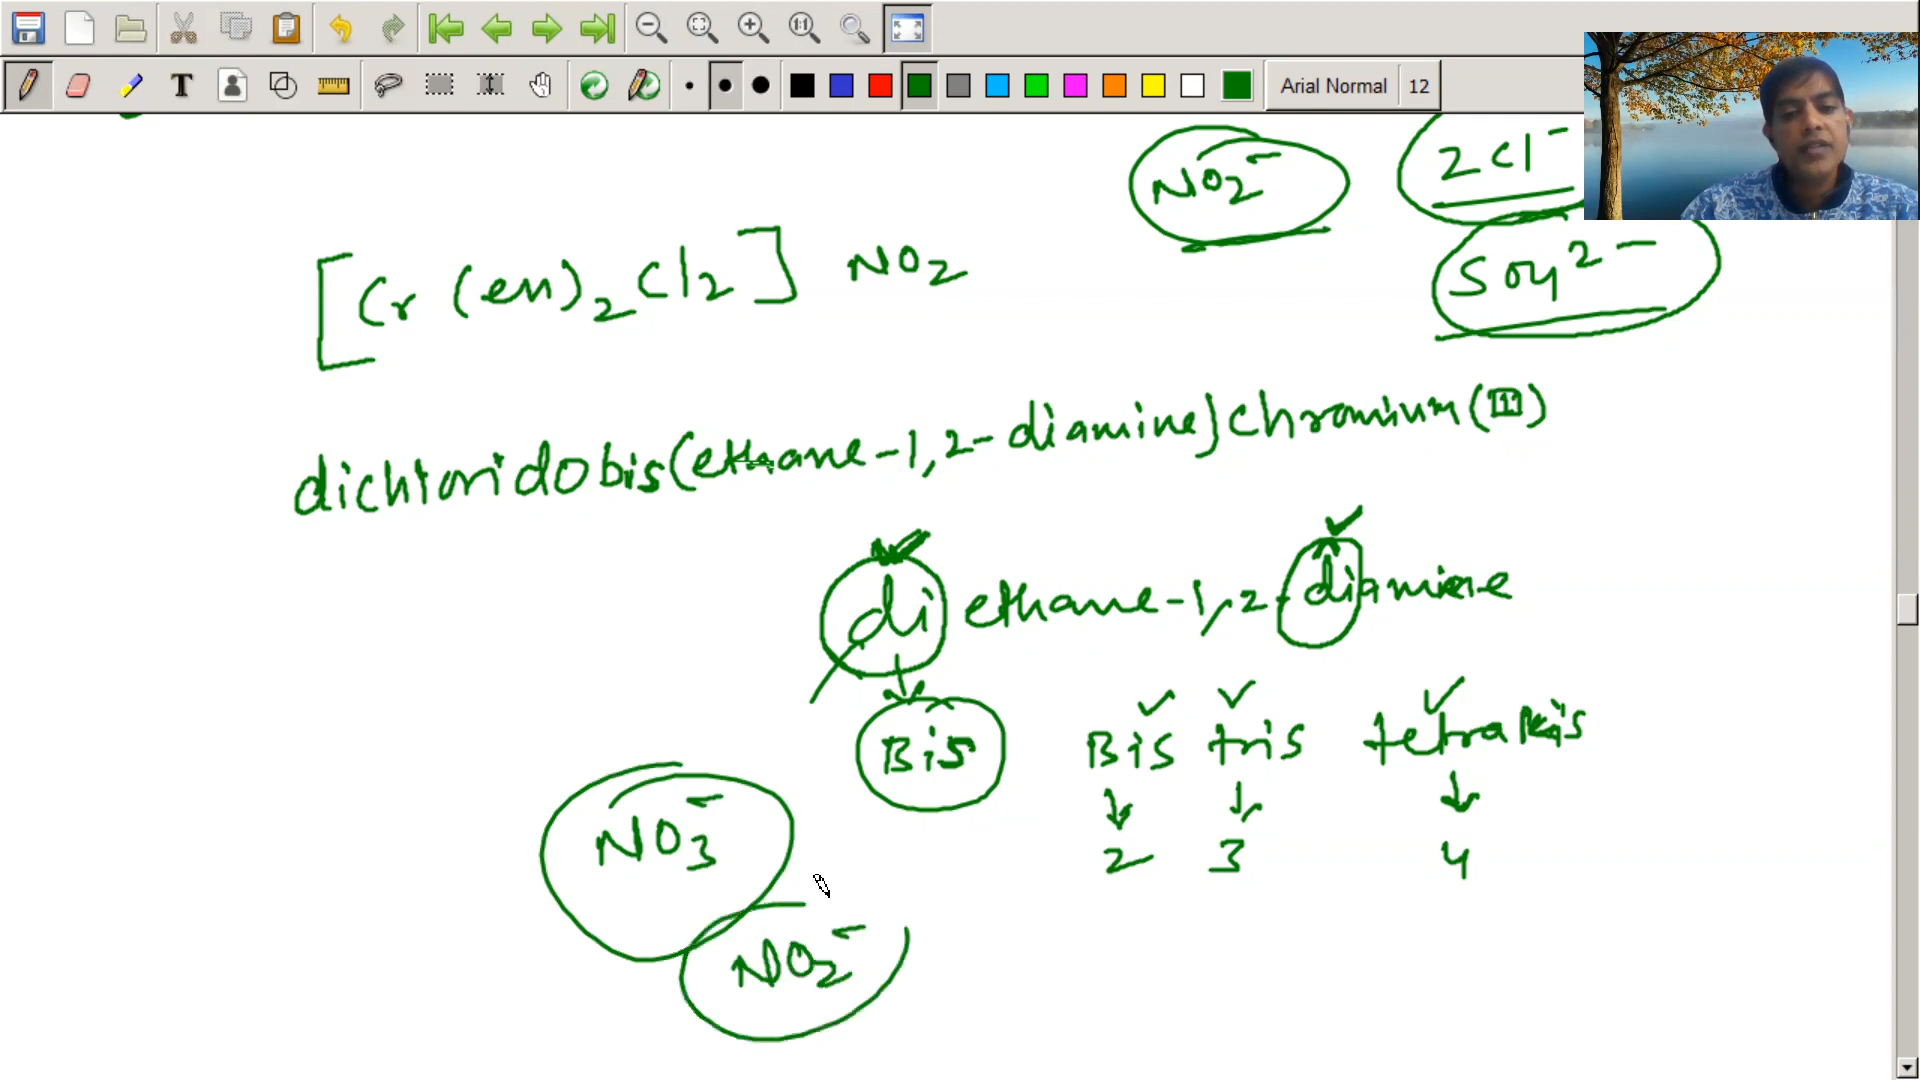 Arial Normal 12
NO2⁻ 2Cl⁻
SO4²⁻
[Cr(en)2Cl2] NO2
dichloridobis(ethane-1,2-diamine)chromium(III)
di ethane-1,2-diamine
Bis Bis tris tetrakis
2 3 4
NO3⁻
NO2⁻